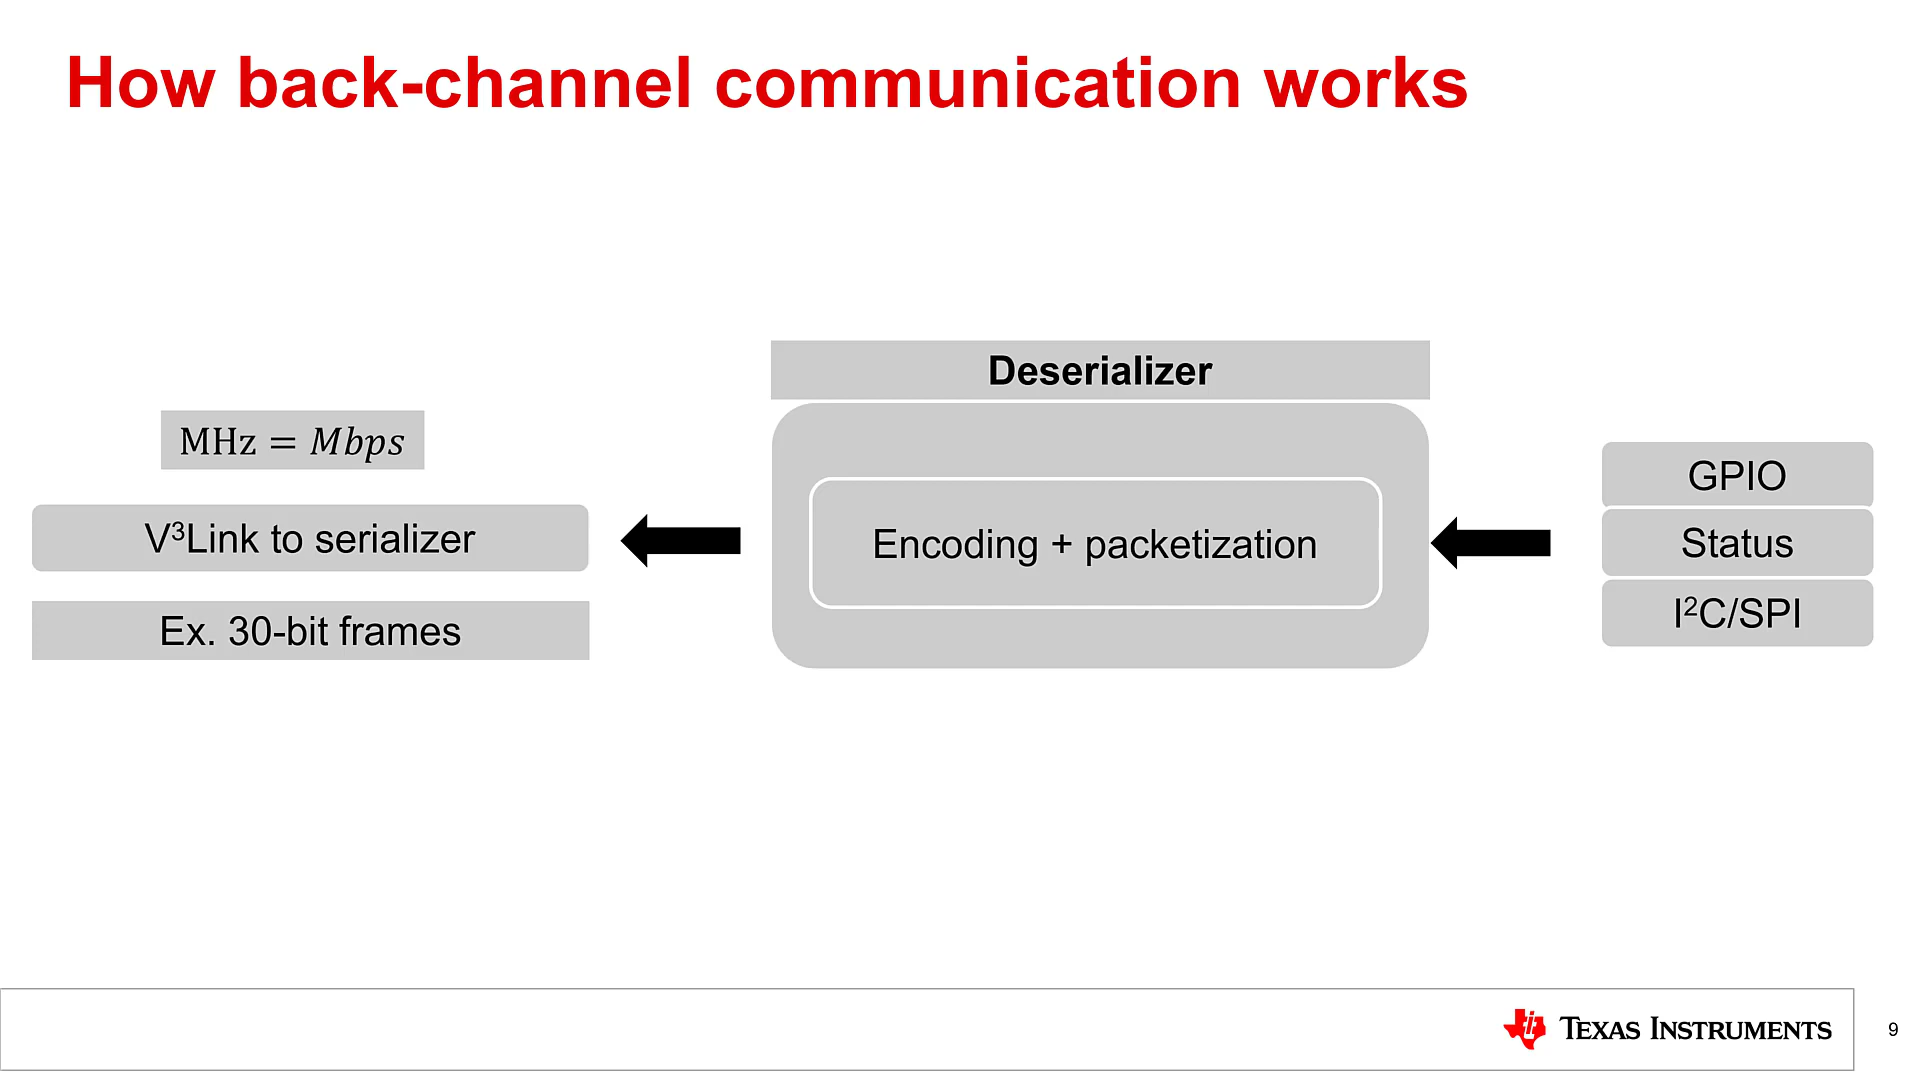 How back-channel communication works
Deserializer
MHz = Mbps
V³Link to serializer
Ex. 30-bit frames
Encoding + packetization
GPIO
Status
I²C/SPI
TEXAS INSTRUMENTS
9